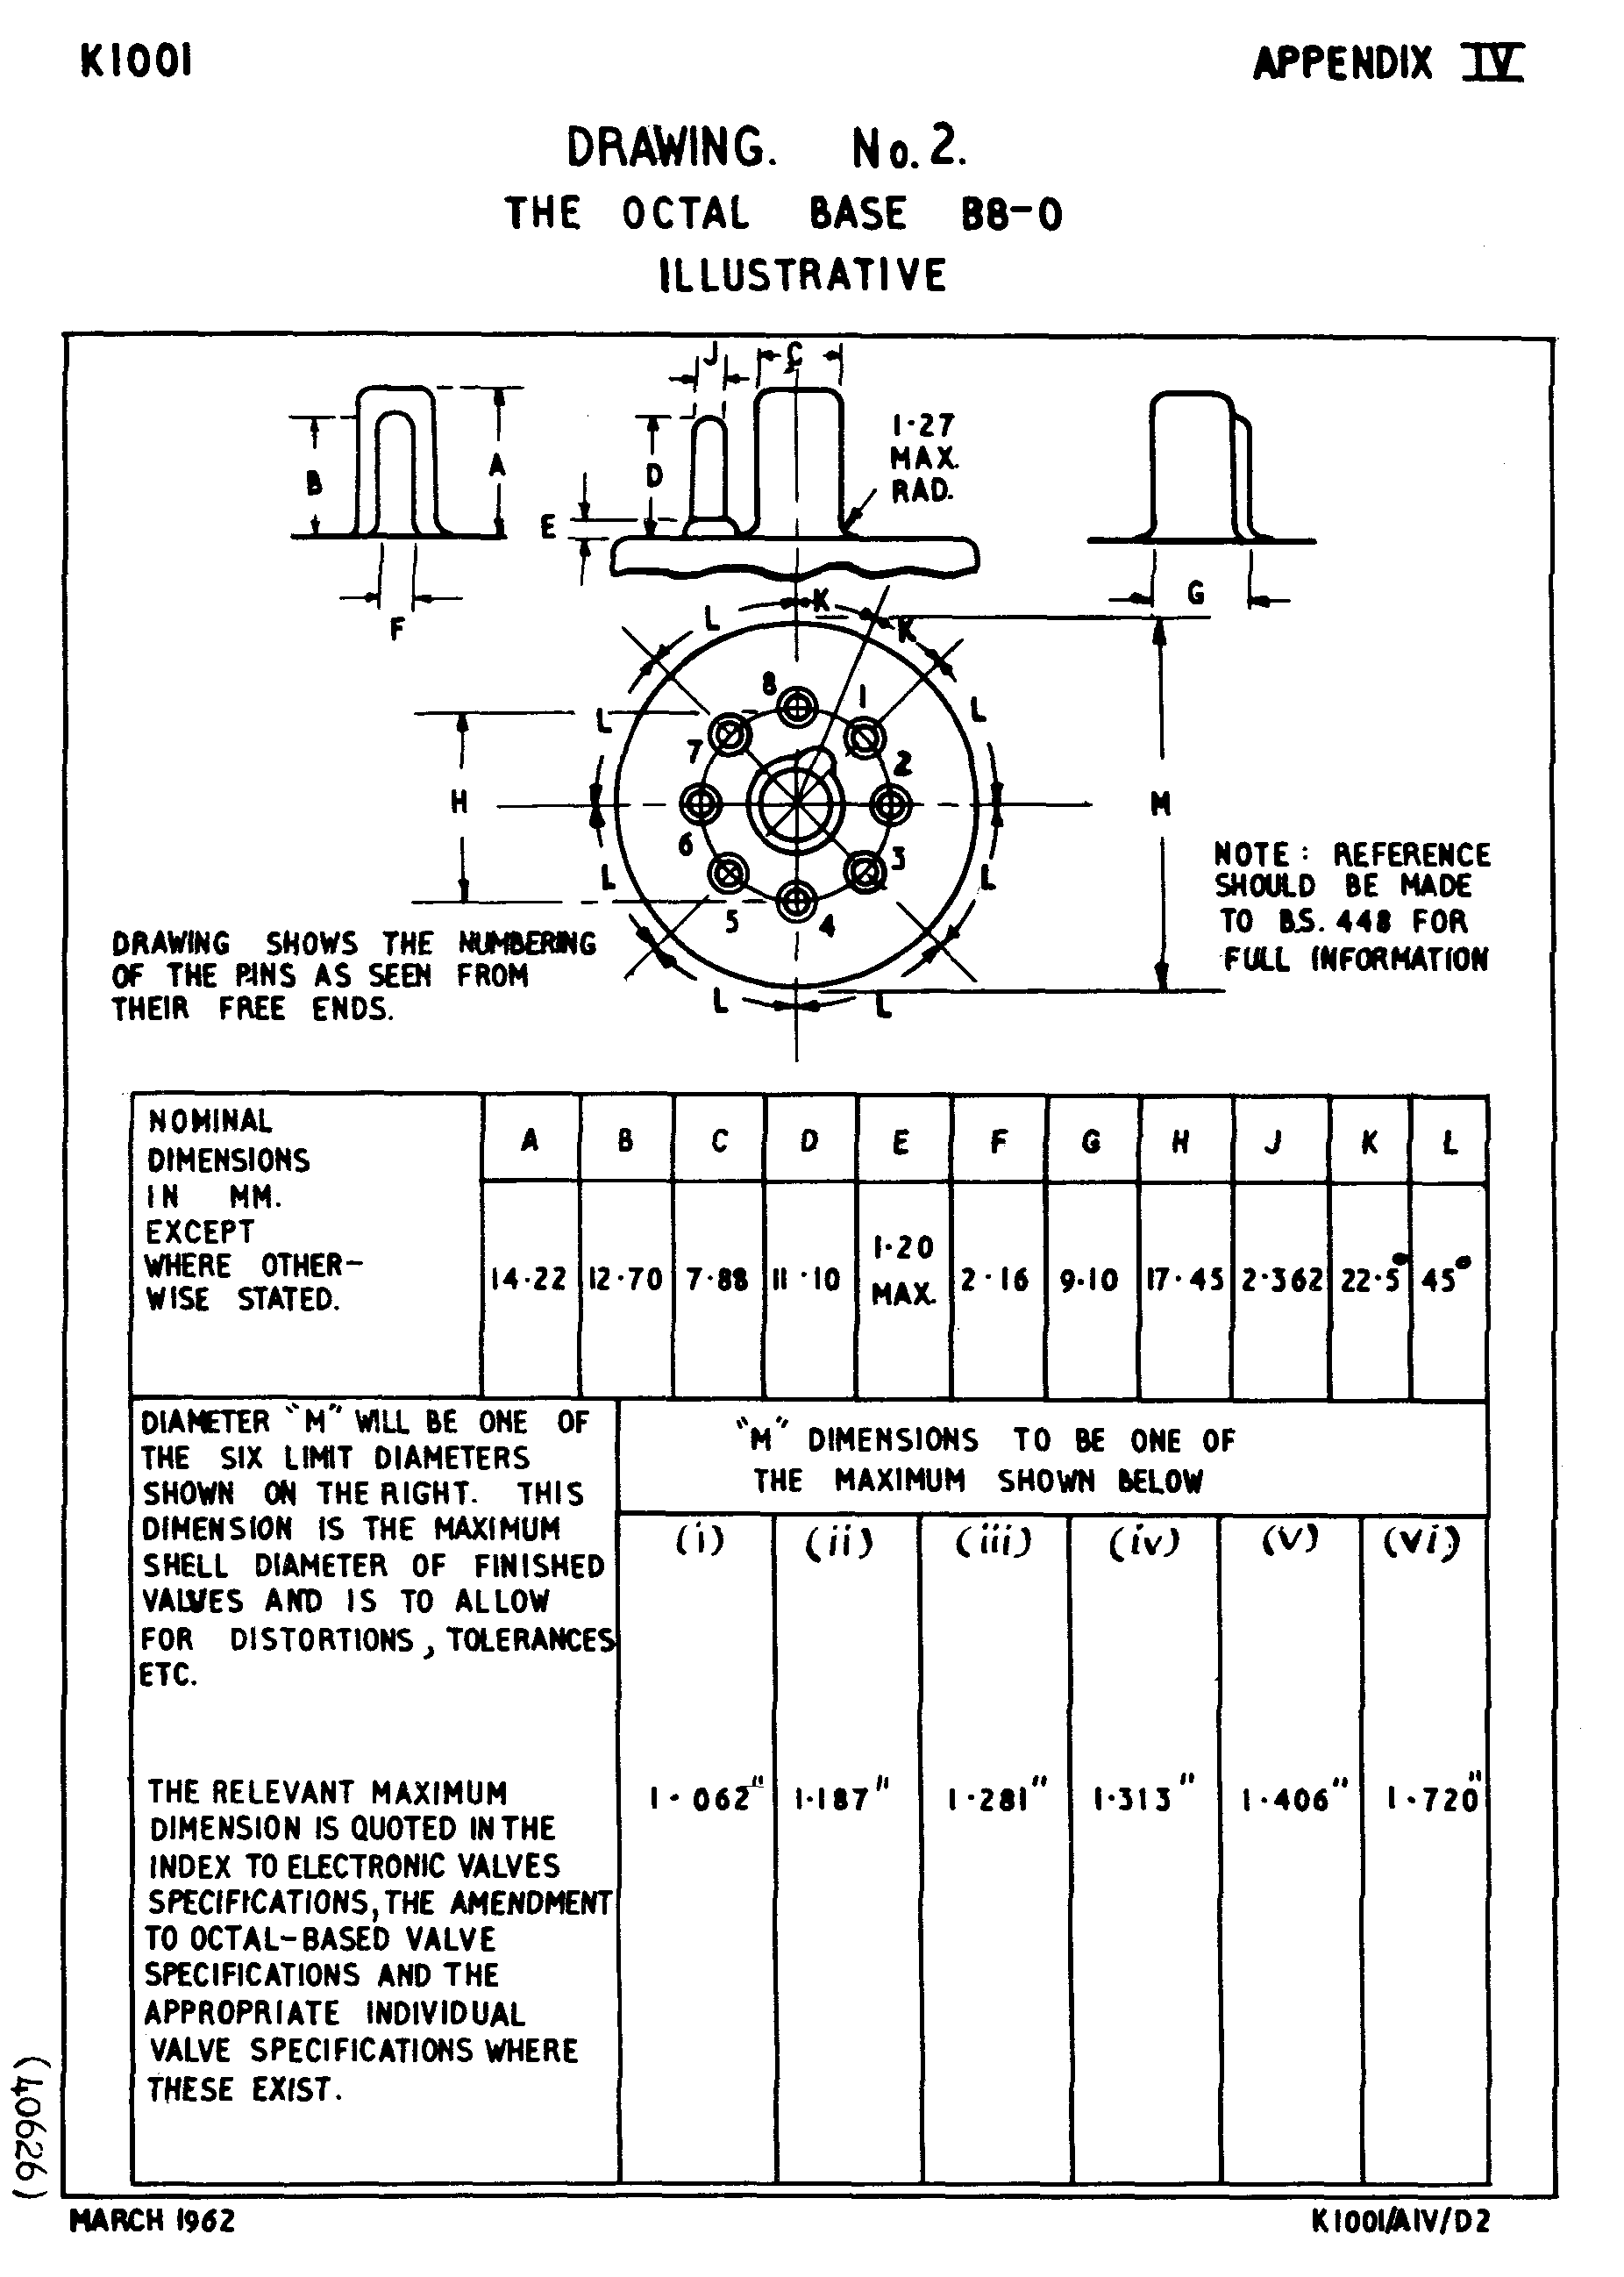 K1001
APPENDIX IV
DRAWING. No. 2.
THE OCTAL BASE B8-O
ILLUSTRATIVE
J
C
1·27
MAX.
RAD.
B
A
D
E
F
G
K
K
L
L
L
L
L
L
L
8
1
7
2
6
3
5
4
H
M
NOTE: REFERENCE
SHOULD BE MADE
TO B.S. 448 FOR
FULL INFORMATION
DRAWING SHOWS THE NUMBERING
OF THE PINS AS SEEN FROM
THEIR FREE ENDS.
NOMINAL
DIMENSIONS
IN MM.
EXCEPT
WHERE OTHER-
WISE STATED.
A B C D E F G H J K L
14·22 12·70 7·88 11·10 1·20 MAX. 2·16 9·10 17·45 2·362 22·5° 45°
DIAMETER "M" WILL BE ONE OF
THE SIX LIMIT DIAMETERS
SHOWN ON THE RIGHT. THIS
DIMENSION IS THE MAXIMUM
SHELL DIAMETER OF FINISHED
VALVES AND IS TO ALLOW
FOR DISTORTIONS, TOLERANCES
ETC.
THE RELEVANT MAXIMUM
DIMENSION IS QUOTED IN THE
INDEX TO ELECTRONIC VALVES
SPECIFICATIONS, THE AMENDMENT
TO OCTAL-BASED VALVE
SPECIFICATIONS AND THE
APPROPRIATE INDIVIDUAL
VALVE SPECIFICATIONS WHERE
THESE EXIST.
"M" DIMENSIONS TO BE ONE OF
THE MAXIMUM SHOWN BELOW
(i) (ii) (iii) (iv) (v) (vi)
1·062" 1·187" 1·281" 1·313" 1·406" 1·720"
(40626)
MARCH 1962
K1001/AIV/D2